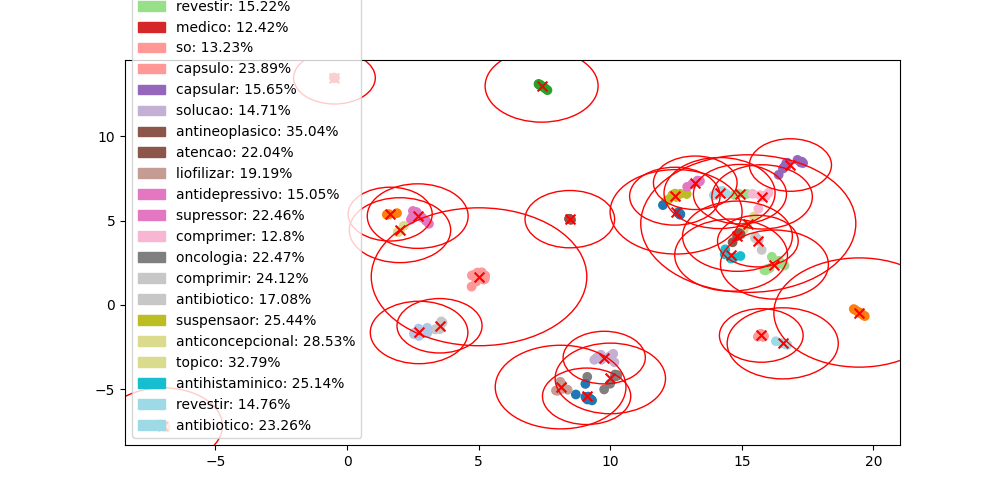 revestir: 15.22%
medico: 12.42%
so: 13.23%
capsulo: 23.89%
capsular: 15.65%
solucao: 14.71%
antineoplasico: 35.04%
atencao: 22.04%
liofilizar: 19.19%
antidepressivo: 15.05%
supressor: 22.46%
comprimer: 12.8%
oncologia: 22.47%
comprimir: 24.12%
antibiotico: 17.08%
suspensaor: 25.44%
anticoncepcional: 28.53%
topico: 32.79%
antihistaminico: 25.14%
revestir: 14.76%
antibiotico: 23.26%
10
5
0
−5
−5 0 5 10 15 20